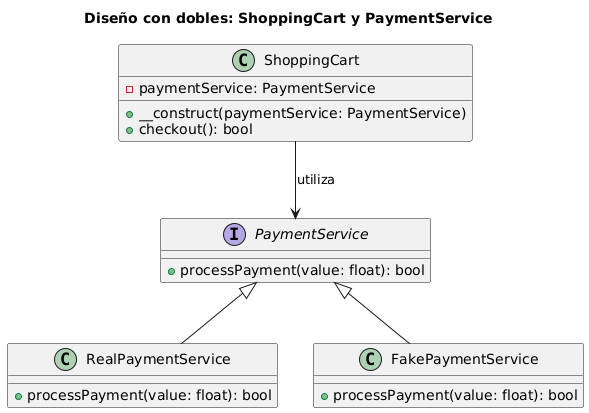 Diseño con dobles: ShoppingCart y PaymentService
C ShoppingCart
paymentService: PaymentService
__construct(paymentService: PaymentService)
checkout(): bool
utiliza
I PaymentService
processPayment(value: float): bool
C RealPaymentService
processPayment(value: float): bool
C FakePaymentService
processPayment(value: float): bool